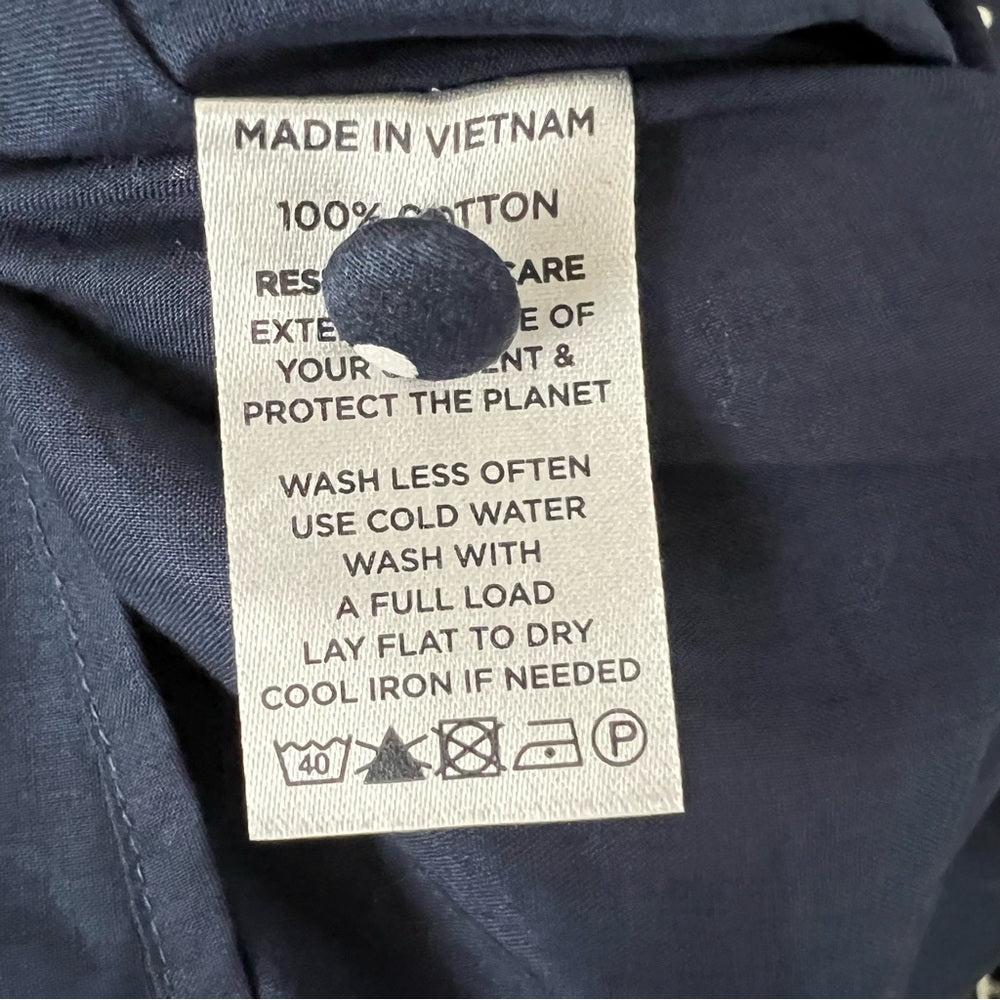 MADE IN VIETNAM
100% COTTON
CARE
OF
YOUR &
PROTECT THE PLANET
WASH LESS OFTEN
USE COLD WATER
WASH WITH
A FULL LOAD
LAY FLAT TO DRY
COOL IRON IF NEEDED
40 P